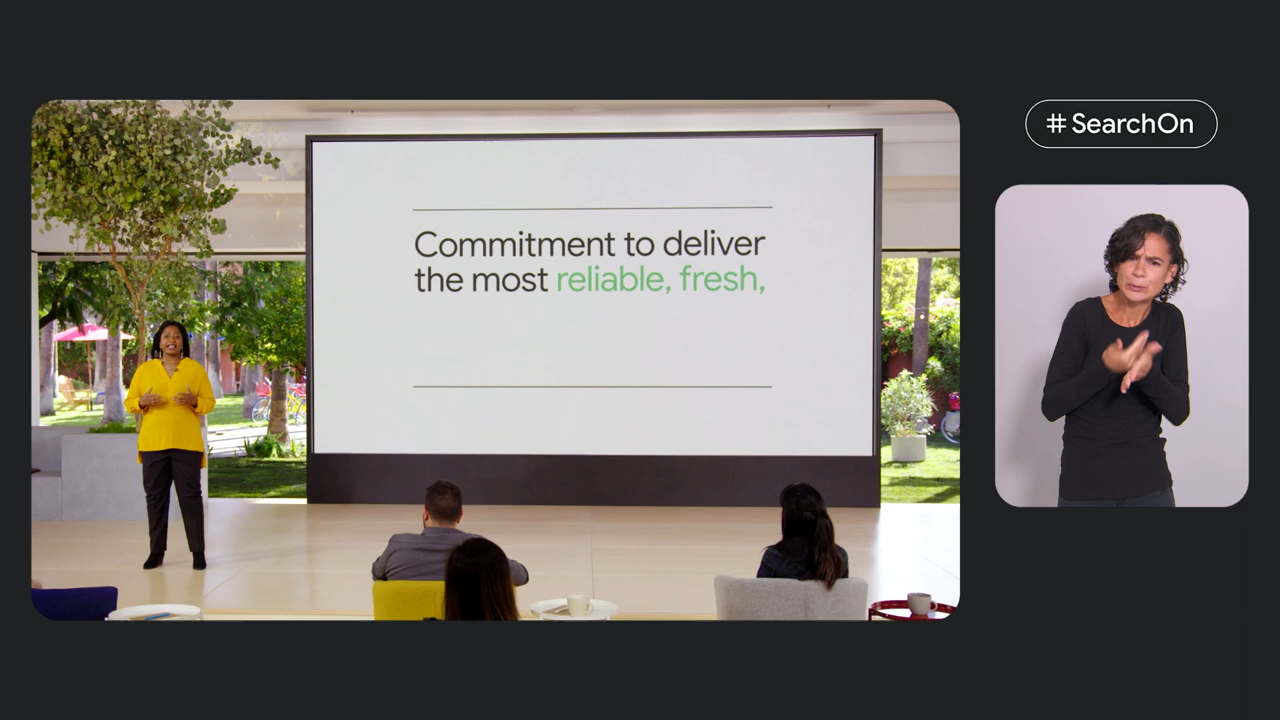 Commitment to deliver
the most reliable, fresh,
#SearchOn